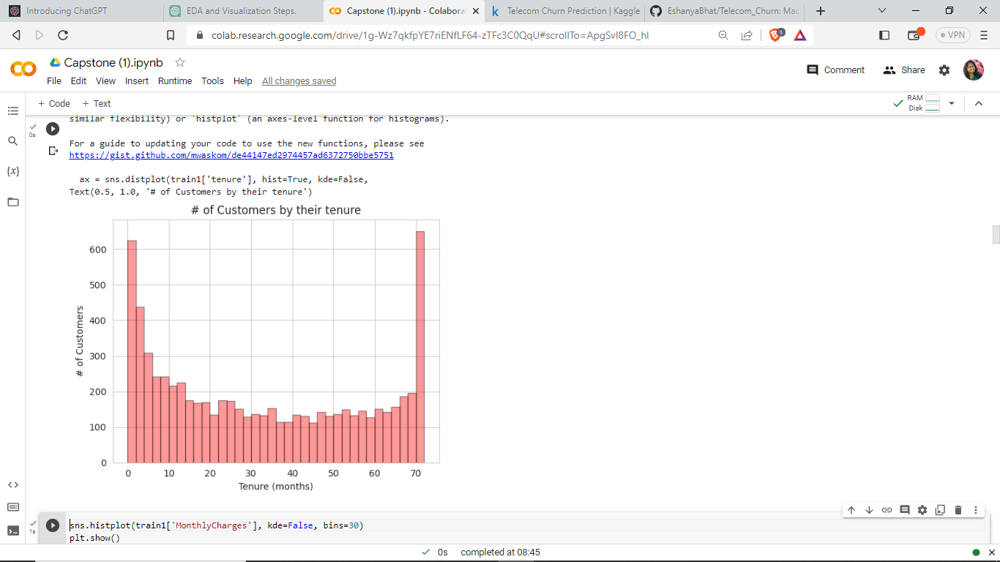 Introducing ChatGPT
EDA and Visualization Steps.
Capstone (1).ipynb - Colabora
Telecom Churn Prediction | Kaggle
EshanyaBhat/Telecom_Churn: Mac
colab.research.google.com/drive/1g-Wz7qkfpYE7riENfLF64-zTFc3C0QqU#scrollTo=ApgSvI8FO_hI
1
VPN
CO
Capstone (1).ipynb
File Edit View Insert Runtime Tools Help All changes saved
Comment
Share
+ Code + Text
RAM
Disk
similar flexibility) or `histplot` (an axes-level function for histograms).
0s
For a guide to updating your code to use the new functions, please see
https://gist.github.com/mwaskom/de44147ed2974457ad6372750bbe5751
ax = sns.distplot(train1['tenure'], hist=True, kde=False,
Text(0.5, 1.0, '# of Customers by their tenure')
# of Customers by their tenure
# of Customers
600
500
400
300
200
100
0
0 10 20 30 40 50 60 70
Tenure (months)
1s
sns.histplot(train1['MonthlyCharges'], kde=False, bins=30)
plt.show()
0s completed at 08:45